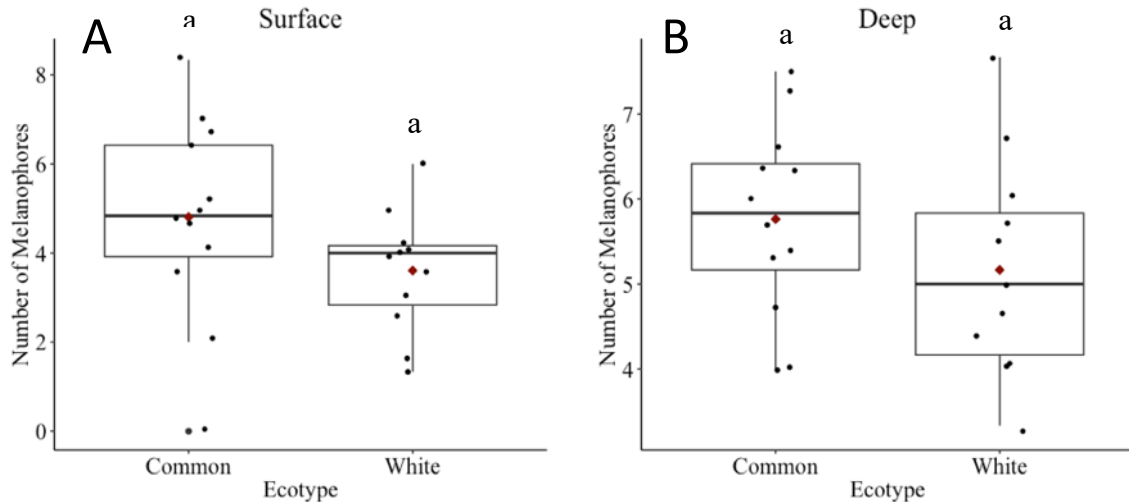 A
a
Surface
Number of Melanophores
8
6
4
2
0
a
Common
White
Ecotype
B
a
Deep
a
Number of Melanophores
7
6
5
4
Common
White
Ecotype